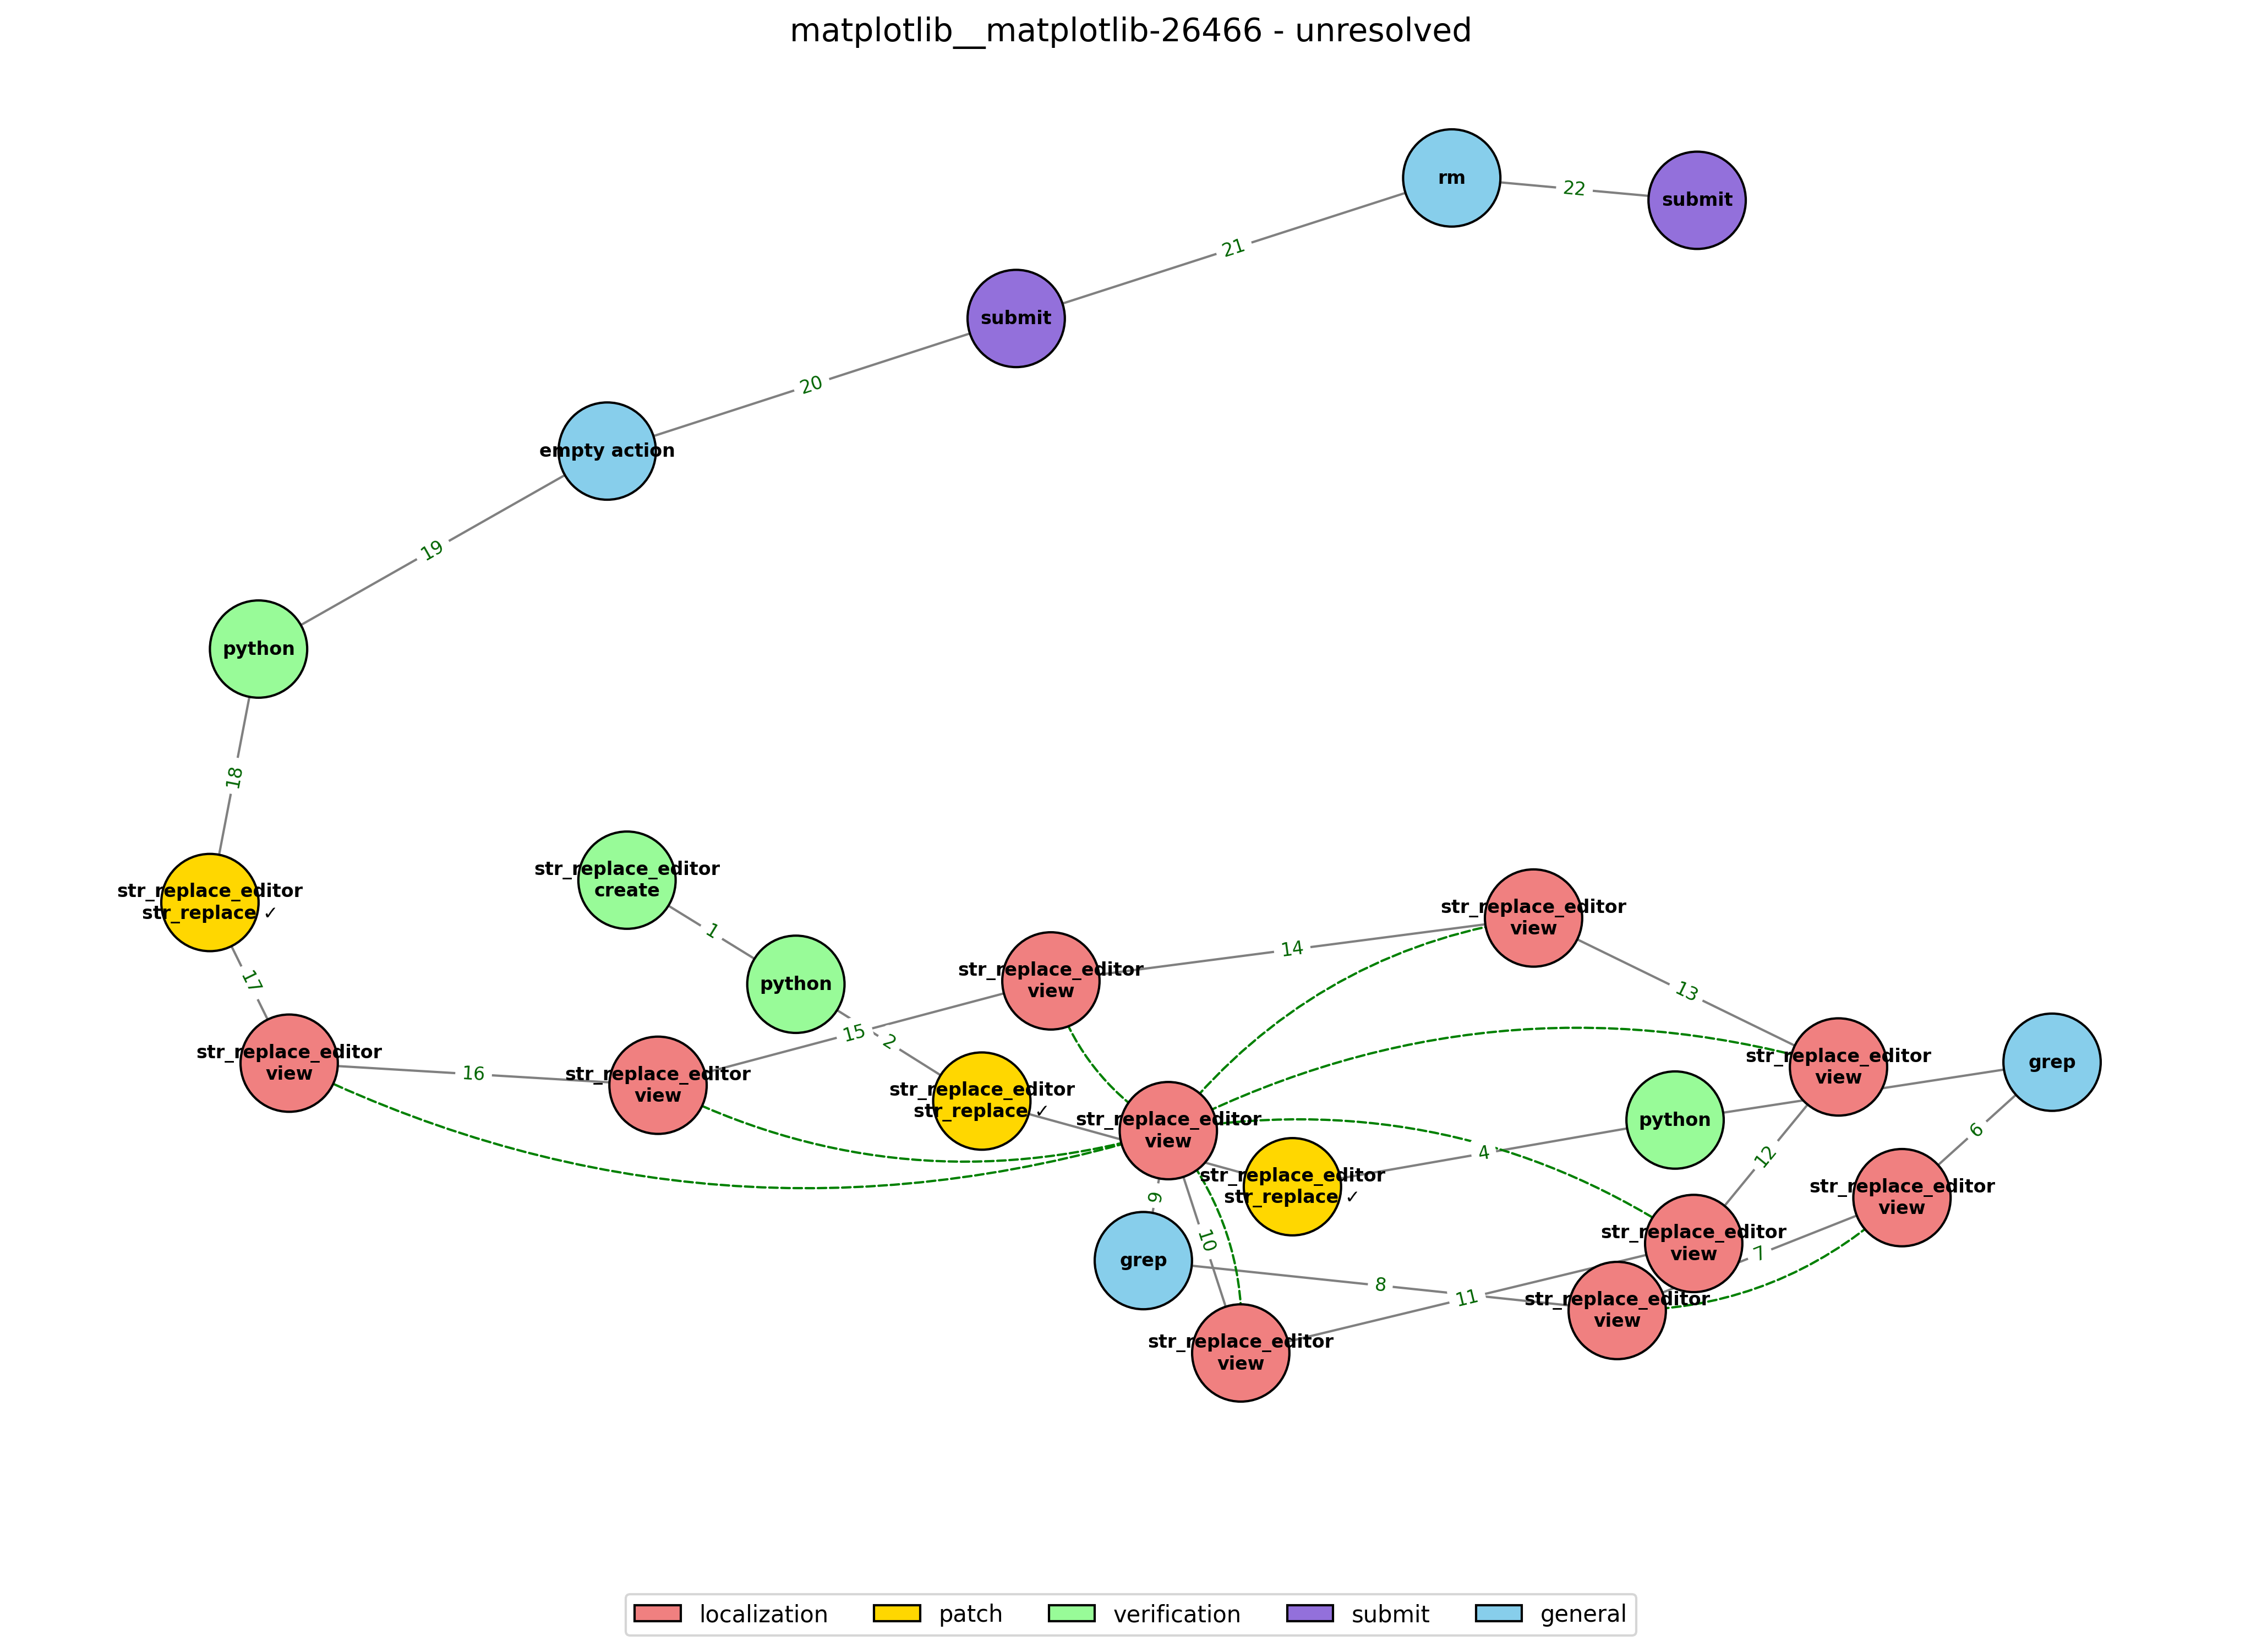 matplotlib__matplotlib-26466 - unresolved
rm
22
submit
21
submit
20
empty action
19
python
18
str_replace_editor
create
str_replace_editor
str_replace ✓
1
str_replace_editor
view
14
17
python
str_replace_editor
view
13
15
2
str_replace_editor
view
16
str_replace_editor
view
str_replace_editor
str_replace ✓
str_replace_editor
view
grep
python
str_replace_editor
view
4
12
6
str_replace_editor
str_replace ✓
str_replace_editor
view
9
10
str_replace_editor
view
7
grep
8
11
str_replace_editor
view
str_replace_editor
view
localization
patch
verification
submit
general